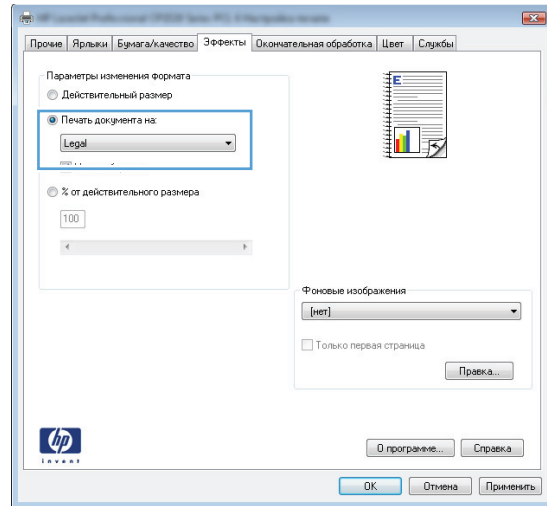 Прочие Ярлыки Бумага/качество Эффекты Окончательная обработка Цвет Службы
Параметры изменения формата
Действительный размер
Печать документа на:
Legal
% от действительного размера
100
E
Фоновые изображения
[нет]
Только первая страница
Правка...
hp
invent
О программе... Справка
OK Отмена Применить